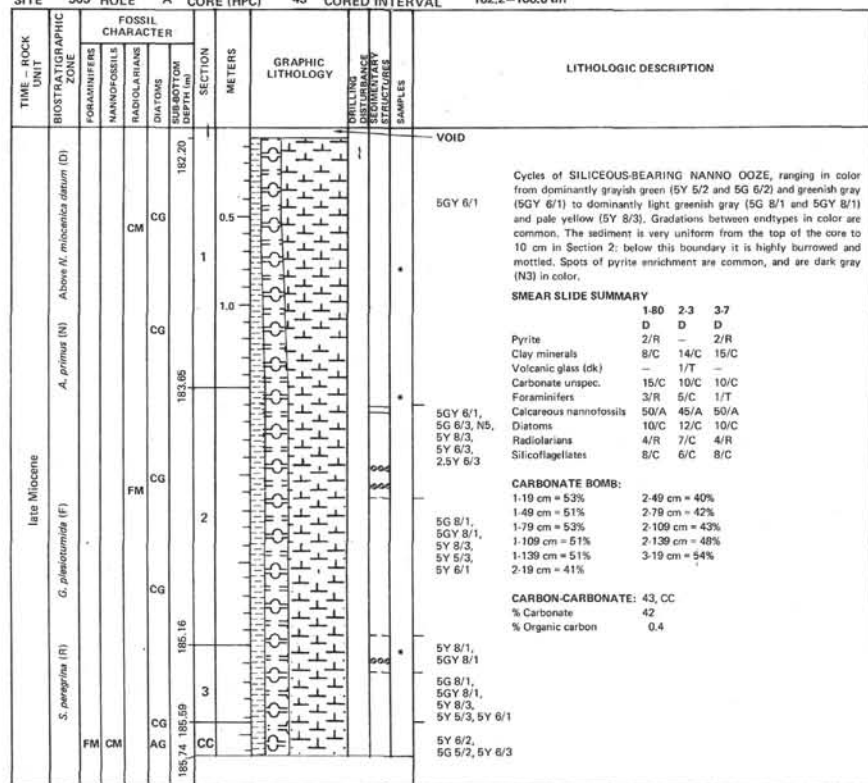 SITE 503 HOLE A CORE (HPC) 43 CORED INTERVAL
TIME – ROCK UNIT
BIOSTRATIGRAPHIC ZONE
FOSSIL CHARACTER
FORAMINIFERS
NANNOFOSSILS
RADIOLARIANS
DIATOMS
SUB-BOTTOM DEPTH (m)
SECTION
METERS
GRAPHIC LITHOLOGY
DRILLING DISTURBANCE
SEDIMENTARY STRUCTURES
SAMPLES
LITHOLOGIC DESCRIPTION
late Miocene
Above N. miocenica datum (D)
A. primus (N)
G. plesiotumida (F)
S. peregrina (R)
FM
CM
CM
FM
CG
CG
CG
CG
CG
AG
182.20
183.65
185.16
185.59
185.74
1
2
3
CC
0.5
1.0
VOID
5GY 6/1
5GY 6/1,
5G 6/3, N5,
5Y 8/3,
5Y 6/3,
2.5Y 6/3
5G 8/1,
5GY 8/1,
5Y 8/3,
5Y 5/3,
5Y 6/1
5Y 8/1,
5GY 8/1
5G 8/1,
5GY 8/1,
5Y 8/3,
5Y 5/3, 5Y 6/1
5Y 6/2,
5G 5/2, 5Y 6/3
Cycles of SILICEOUS-BEARING NANNO OOZE, ranging in color
from dominantly grayish green (5Y 5/2 and 5G 6/2) and greenish gray
(5GY 6/1) to dominantly light greenish gray (5G 8/1 and 5GY 8/1)
and pale yellow (5Y 8/3). Gradations between endtypes in color are
common. The sediment is very uniform from the top of the core to
10 cm in Section 2; below this boundary it is highly burrowed and
mottled. Spots of pyrite enrichment are common, and are dark gray
(N3) in color.
SMEAR SLIDE SUMMARY
1-80 2-3 3-7
D D D
Pyrite 2/R – 2/R
Clay minerals 8/C 14/C 15/C
Volcanic glass (dk) – 1/T –
Carbonate unspec. 15/C 10/C 10/C
Foraminifers 3/R 5/C 1/T
Calcareous nannofossils 50/A 45/A 50/A
Diatoms 10/C 12/C 10/C
Radiolarians 4/R 7/C 4/R
Silicoflagellates 8/C 6/C 8/C
CARBONATE BOMB:
1-19 cm = 53% 2-49 cm = 40%
1-49 cm = 51% 2-79 cm = 42%
1-79 cm = 53% 2-109 cm = 43%
1-109 cm = 51% 2-139 cm = 48%
1-139 cm = 51% 3-19 cm = 54%
2-19 cm = 41%
CARBON-CARBONATE: 43, CC
% Carbonate 42
% Organic carbon 0.4